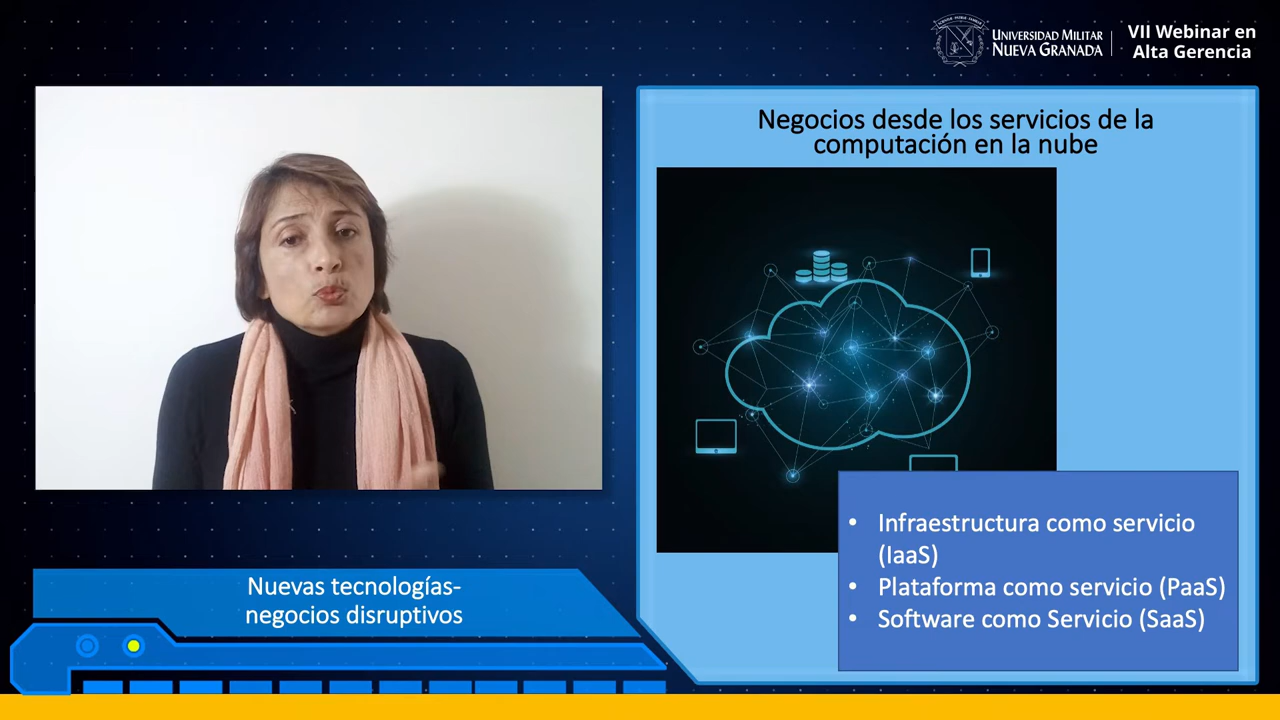 UNIVERSIDAD MILITAR
NUEVA GRANADA
VII Webinar en
Alta Gerencia
Negocios desde los servicios de la
computación en la nube
• Infraestructura como servicio
(IaaS)
• Plataforma como servicio (PaaS)
• Software como Servicio (SaaS)
Nuevas tecnologías-
negocios disruptivos